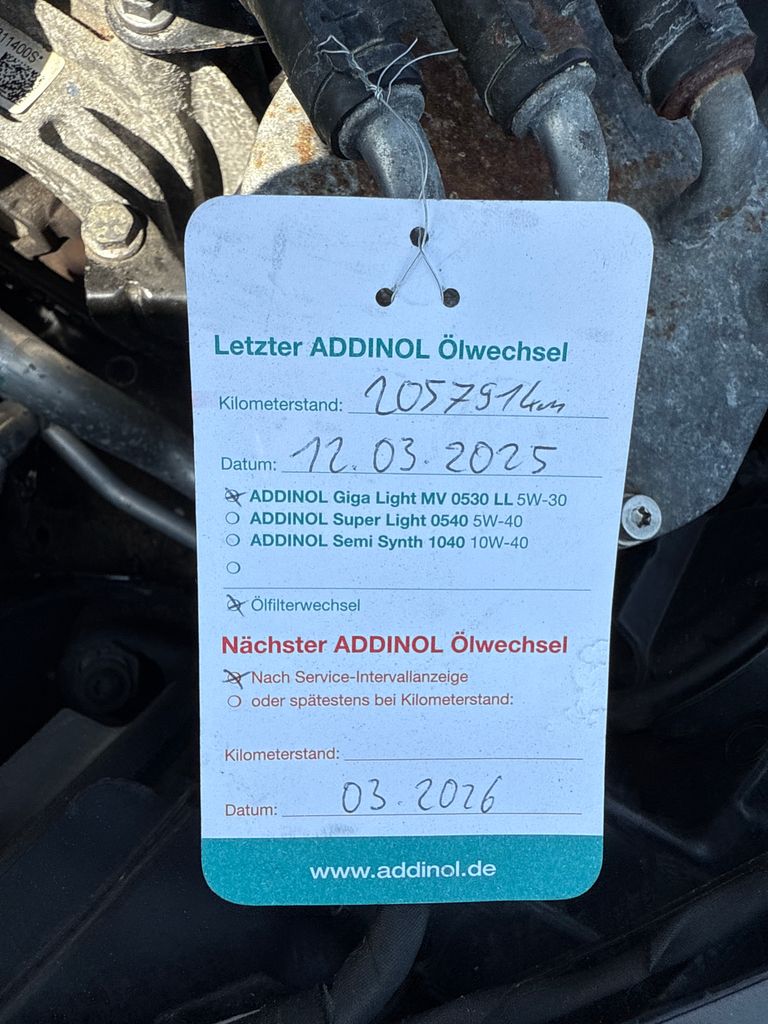 11400S*
Letzter ADDINOL Ölwechsel
Kilometerstand: 205791km
Datum: 12.03.2025
ADDINOL Giga Light MV 0530 LL 5W-30
ADDINOL Super Light 0540 5W-40
ADDINOL Semi Synth 1040 10W-40
Ölfilterwechsel
Nächster ADDINOL Ölwechsel
Nach Service-Intervallanzeige
oder spätestens bei Kilometerstand:
Kilometerstand:
Datum: 03.2026
www.addinol.de